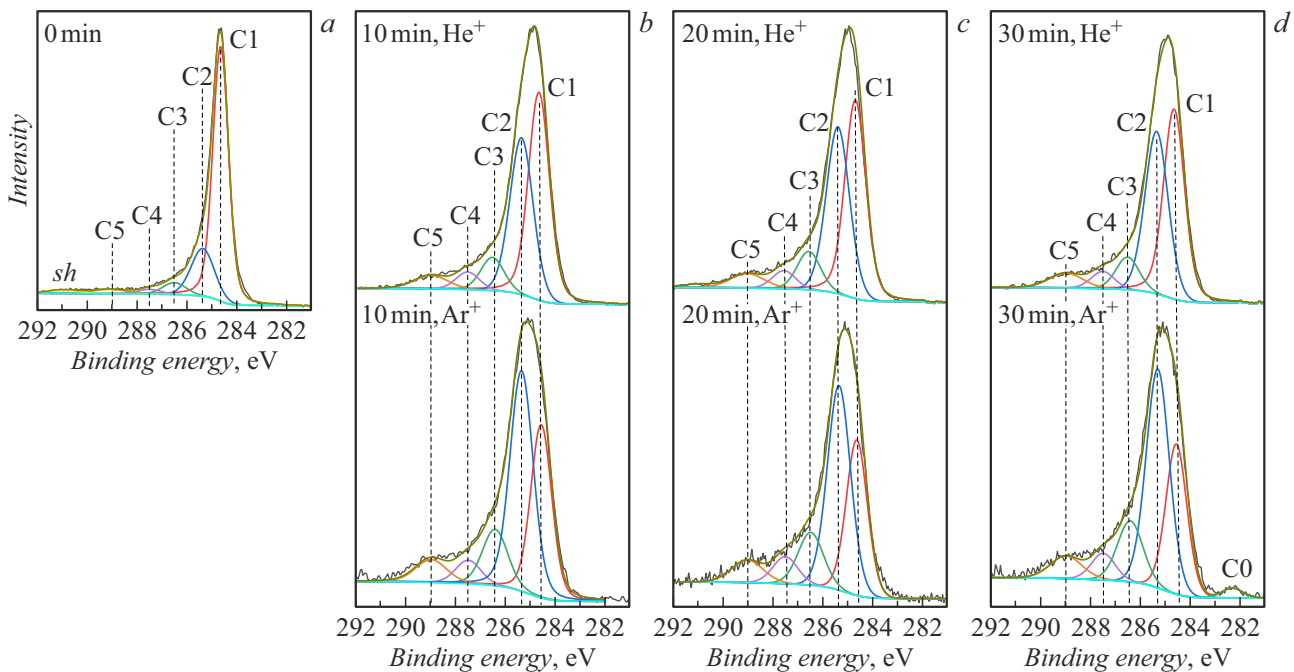 0 min
a
C1
C2
C3
C4
C5
sh
Intensity
292 290 288 286 284 282
Binding energy, eV
10 min, He+
b
C1
C2
C3
C4
C5
10 min, Ar+
292 290 288 286 284 282
Binding energy, eV
20 min, He+
c
C1
C2
C3
C4
C5
20 min, Ar+
292 290 288 286 284 282
Binding energy, eV
30 min, He+
d
C1
C2
C3
C4
C5
30 min, Ar+
C0
292 290 288 286 284 282
Binding energy, eV